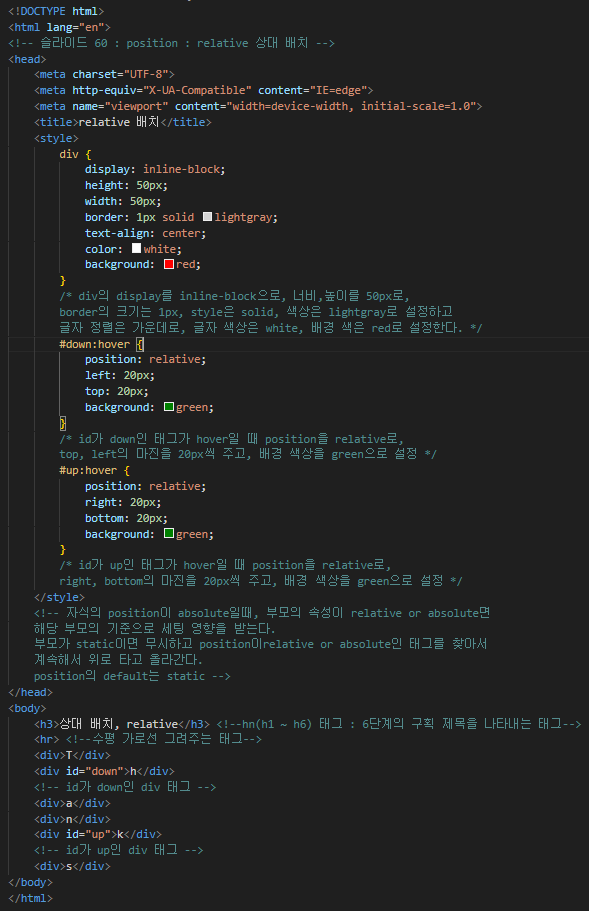 <!DOCTYPE html>
<html lang="en">
<!-- 슬라이드 60 : position : relative 상대 배치 -->
<head>
    <meta charset="UTF-8">
    <meta http-equiv="X-UA-Compatible" content="IE=edge">
    <meta name="viewport" content="width=device-width, initial-scale=1.0">
    <title>relative 배치</title>
    <style>
        div {
            display: inline-block;
            height: 50px;
            width: 50px;
            border: 1px solid lightgray;
            text-align: center;
            color: white;
            background: red;
        }
        /* div의 display를 inline-block으로, 너비,높이를 50px로,
        border의 크기는 1px, style은 solid, 색상은 lightgray로 설정하고
        글자 정렬은 가운데로, 글자 색상은 white, 배경 색은 red로 설정한다. */
        #down:hover {
            position: relative;
            left: 20px;
            top: 20px;
            background: green;
        }
        /* id가 down인 태그가 hover일 때 position을 relative로,
        top, left의 마진을 20px씩 주고, 배경 색상을 green으로 설정 */
        #up:hover {
            position: relative;
            right: 20px;
            bottom: 20px;
            background: green;
        }
        /* id가 up인 태그가 hover일 때 position을 relative로,
        right, bottom의 마진을 20px씩 주고, 배경 색상을 green으로 설정 */
    </style>
    <!-- 자식의 position이 absolute일때, 부모의 속성이 relative or absolute면
    해당 부모의 기준으로 세팅 영향을 받는다.
    부모가 static이면 무시하고 position이relative or absolute인 태그를 찾아서
    계속해서 위로 타고 올라간다.
    position의 default는 static -->
</head>
<body>
    <h3>상대 배치, relative</h3> <!--hn(h1 ~ h6) 태그 : 6단계의 구획 제목을 나타내는 태그-->
    <hr> <!--수평 가로선 그려주는 태그-->
    <div>T</div>
    <div id="down">h</div>
    <!-- id가 down인 div 태그 -->
    <div>a</div>
    <div>n</div>
    <div id="up">k</div>
    <!-- id가 up인 div 태그 -->
    <div>s</div>
</body>
</html>